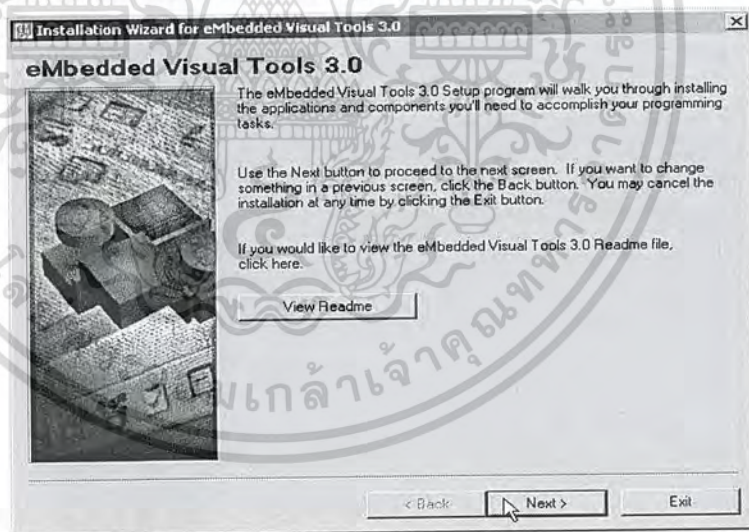 Installation Wizard for eMbedded Visual Tools 3.0
eMbedded Visual Tools 3.0
The eMbedded Visual Tools 3.0 Setup program will walk you through installing
the applications and components you'll need to accomplish your programming
tasks.
Use the Next button to proceed to the next screen. If you want to change
something in a previous screen, click the Back button. You may cancel the
installation at any time by clicking the Exit button.
If you would like to view the eMbedded Visual Tools 3.0 Readme file,
click here.
View Readme
< Back
Next >
Exit